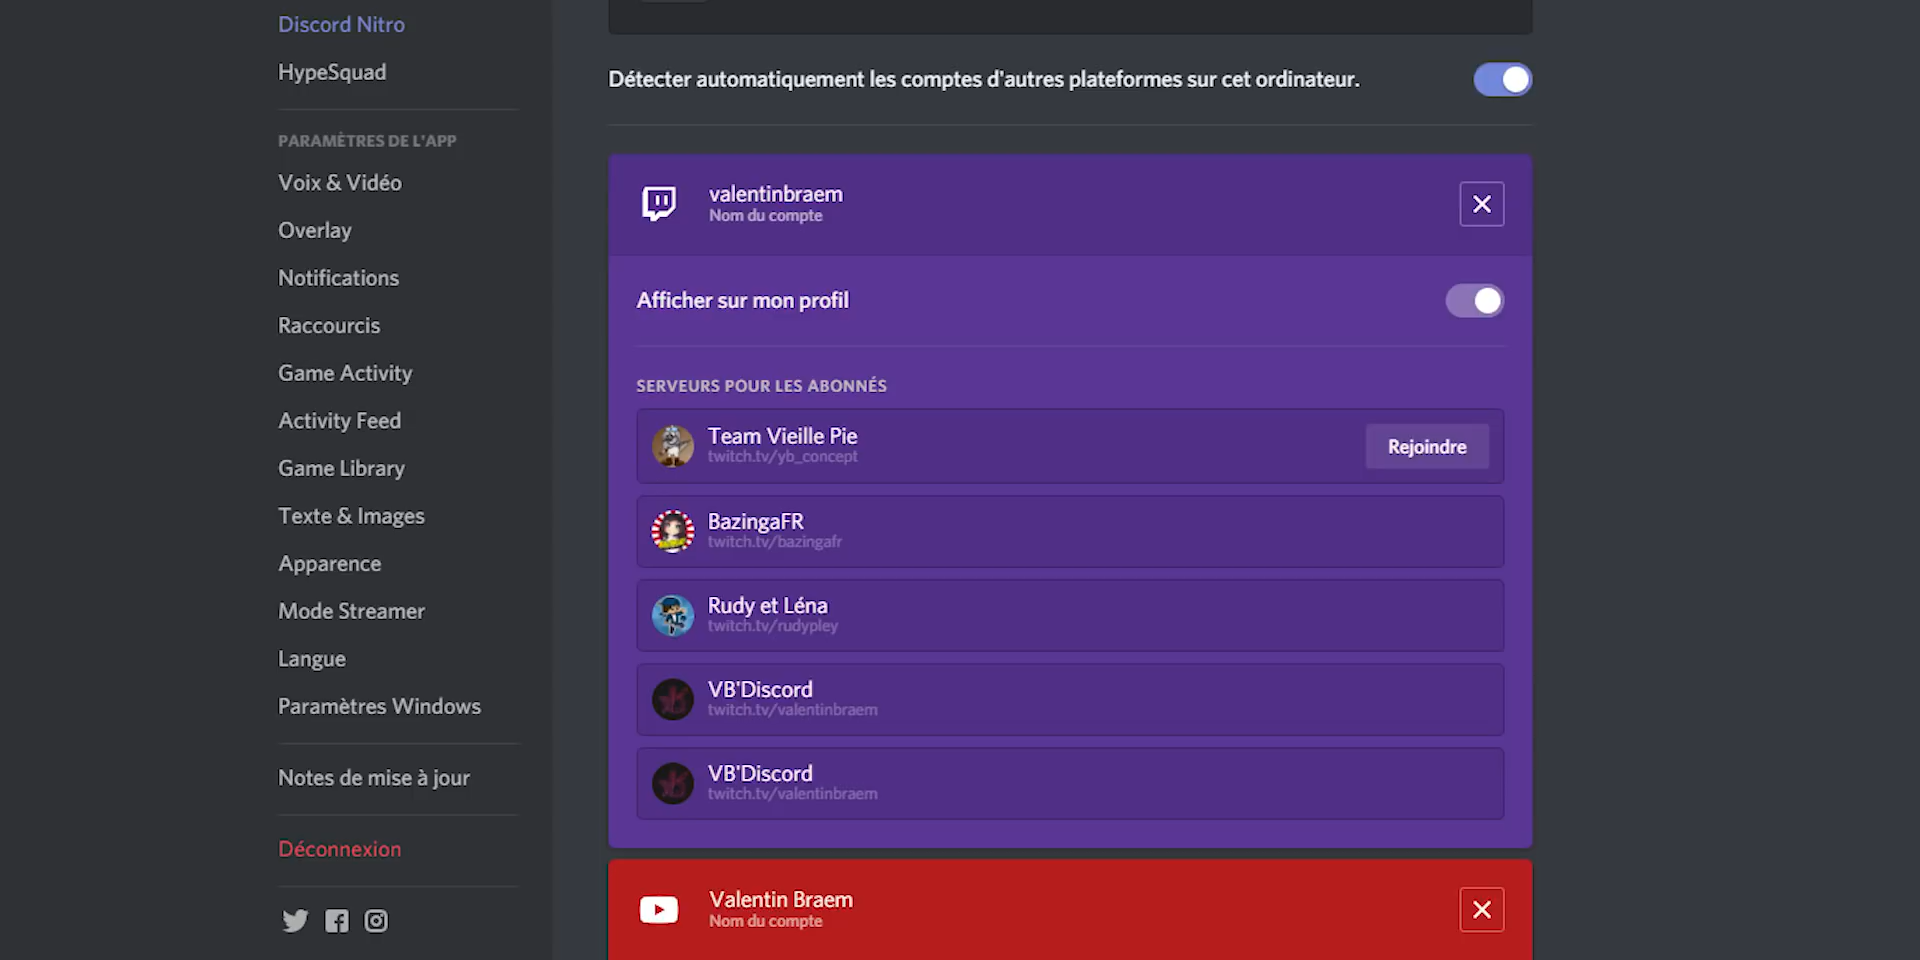 Discord Nitro
HypeSquad
PARAMÈTRES DE L'APP
Voix & Vidéo
Overlay
Notifications
Raccourcis
Game Activity
Activity Feed
Game Library
Texte & Images
Apparence
Mode Streamer
Langue
Paramètres Windows
Notes de mise à jour
Déconnexion
Détecter automatiquement les comptes d'autres plateformes sur cet ordinateur.
valentinbraem
Nom du compte
Afficher sur mon profil
SERVEURS POUR LES ABONNÉS
Team Vieille Pie
twitch.tv/yb_concept
Rejoindre
BazingaFR
twitch.tv/bazingafr
Rudy et Léna
twitch.tv/rudypley
VB'Discord
twitch.tv/valentinbraem
VB'Discord
twitch.tv/valentinbraem
Valentin Braem
Nom du compte